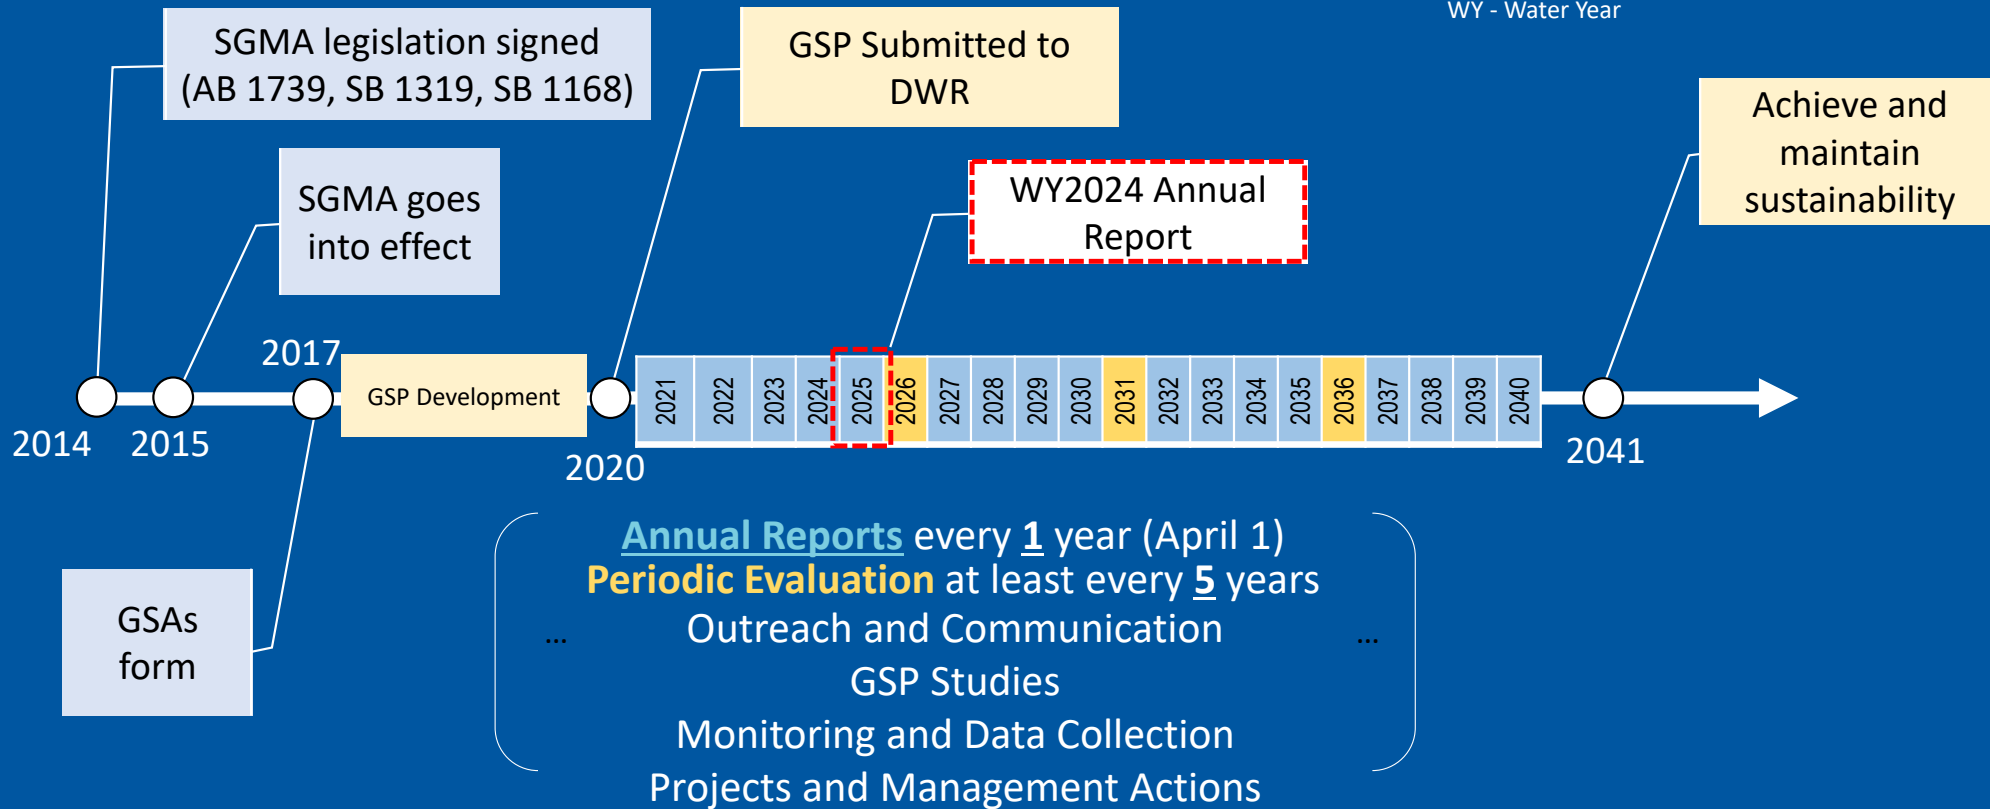 WY - Water Year
SGMA legislation signed
(AB 1739, SB 1319, SB 1168)
GSP Submitted to
DWR
Achieve and
maintain
sustainability
SGMA goes
into effect
WY2024 Annual
Report
2017
GSP Development
2021
2022
2023
2024
2025
2026
2027
2028
2029
2030
2031
2032
2033
2034
2035
2036
2037
2038
2039
2040
2014
2015
2020
2041
GSAs
form
Annual Reports every 1 year (April 1)
Periodic Evaluation at least every 5 years
... Outreach and Communication ...
GSP Studies
Monitoring and Data Collection
Projects and Management Actions